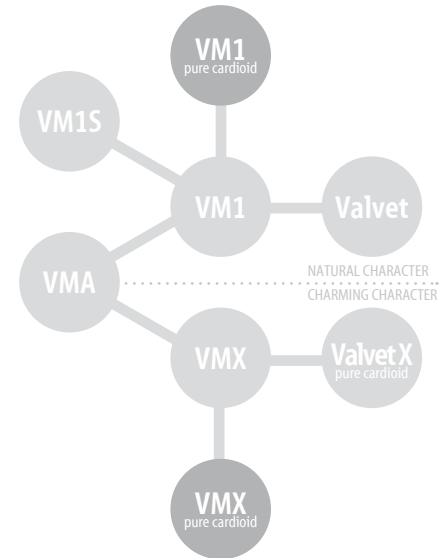 VM1
pure cardioid
VM1S
VM1
Valvet
VMA
NATURAL CHARACTER
CHARMING CHARACTER
VMX
Valvet X
pure cardioid
VMX
pure cardioid